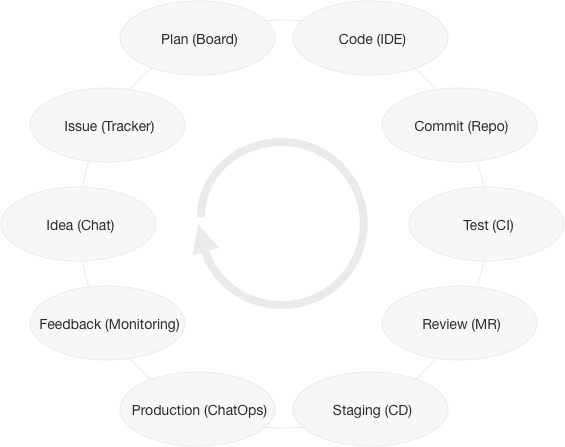 Plan (Board)
Code (IDE)
Issue (Tracker)
Commit (Repo)
Idea (Chat)
Test (CI)
Feedback (Monitoring)
Review (MR)
Production (ChatOps)
Staging (CD)